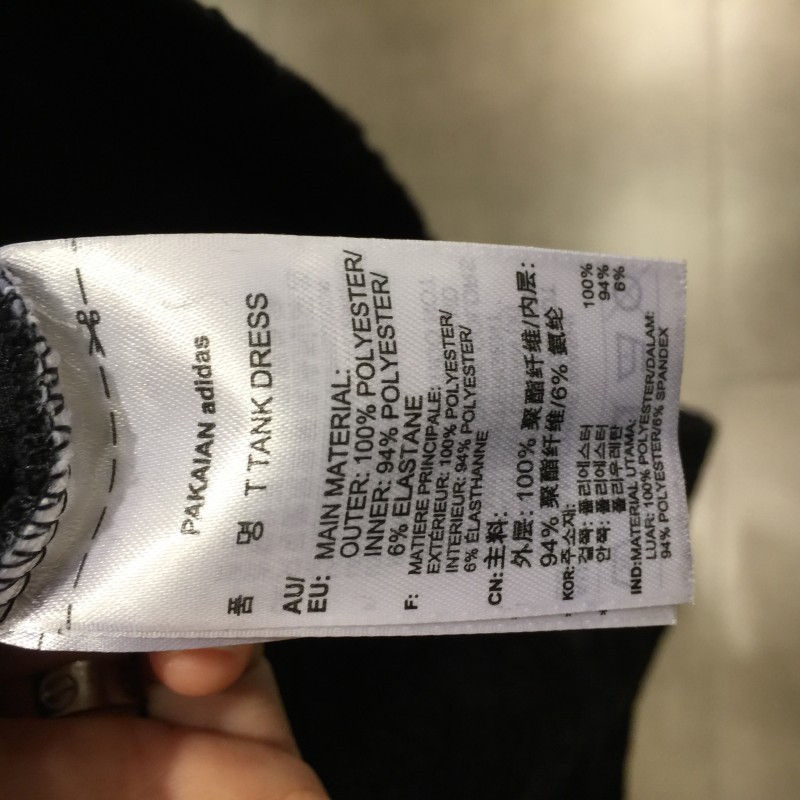 PAKAIAN adidas
품 명 T TANK DRESS
AU/
EU: MAIN MATERIAL:
OUTER: 100% POLYESTER/
INNER: 94% POLYESTER/
6% ELASTANE
F: MATIERE PRINCIPALE:
EXTÉRIEUR: 100% POLYESTER/
INTERIEUR: 94% POLYESTER/
6% ÉLASTHANNE
CN: 主料:
外层: 100% 聚酯纤维/内层:
94% 聚酯纤维/6% 氨纶
KOR: 주소재:
겉쪽: 폴리에스터 100%
안쪽: 폴리에스터 94%
폴리우레탄 6%
IND: MATERIAL UTAMA:
LUAR: 100% POLYESTER/DALAM:
94% POLYESTER/6% SPANDEX